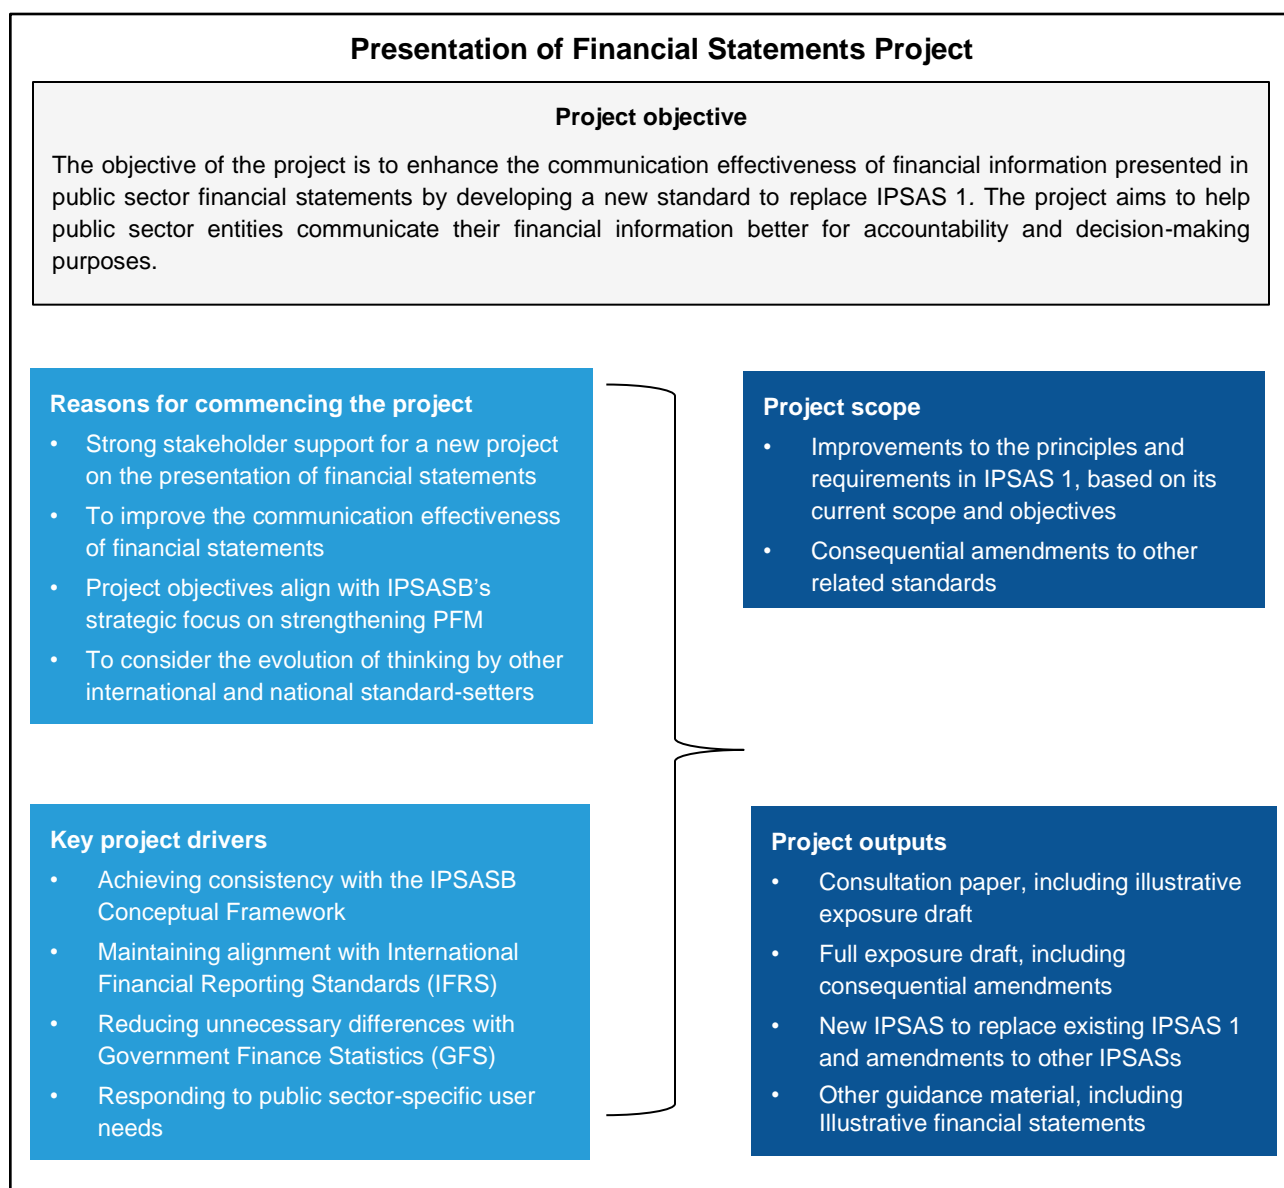 Presentation of Financial Statements Project
Project objective
The objective of the project is to enhance the communication effectiveness of financial information presented in
public sector financial statements by developing a new standard to replace IPSAS 1. The project aims to help
public sector entities communicate their financial information better for accountability and decision-making
purposes.
Reasons for commencing the project
• Strong stakeholder support for a new project
on the presentation of financial statements
• To improve the communication effectiveness
of financial statements
• Project objectives align with IPSASB’s
strategic focus on strengthening PFM
• To consider the evolution of thinking by other
international and national standard-setters
Project scope
• Improvements to the principles and
requirements in IPSAS 1, based on its
current scope and objectives
• Consequential amendments to other
related standards
Key project drivers
• Achieving consistency with the IPSASB
Conceptual Framework
• Maintaining alignment with International
Financial Reporting Standards (IFRS)
• Reducing unnecessary differences with
Government Finance Statistics (GFS)
• Responding to public sector-specific user
needs
Project outputs
• Consultation paper, including illustrative
exposure draft
• Full exposure draft, including
consequential amendments
• New IPSAS to replace existing IPSAS 1
and amendments to other IPSASs
• Other guidance material, including
Illustrative financial statements